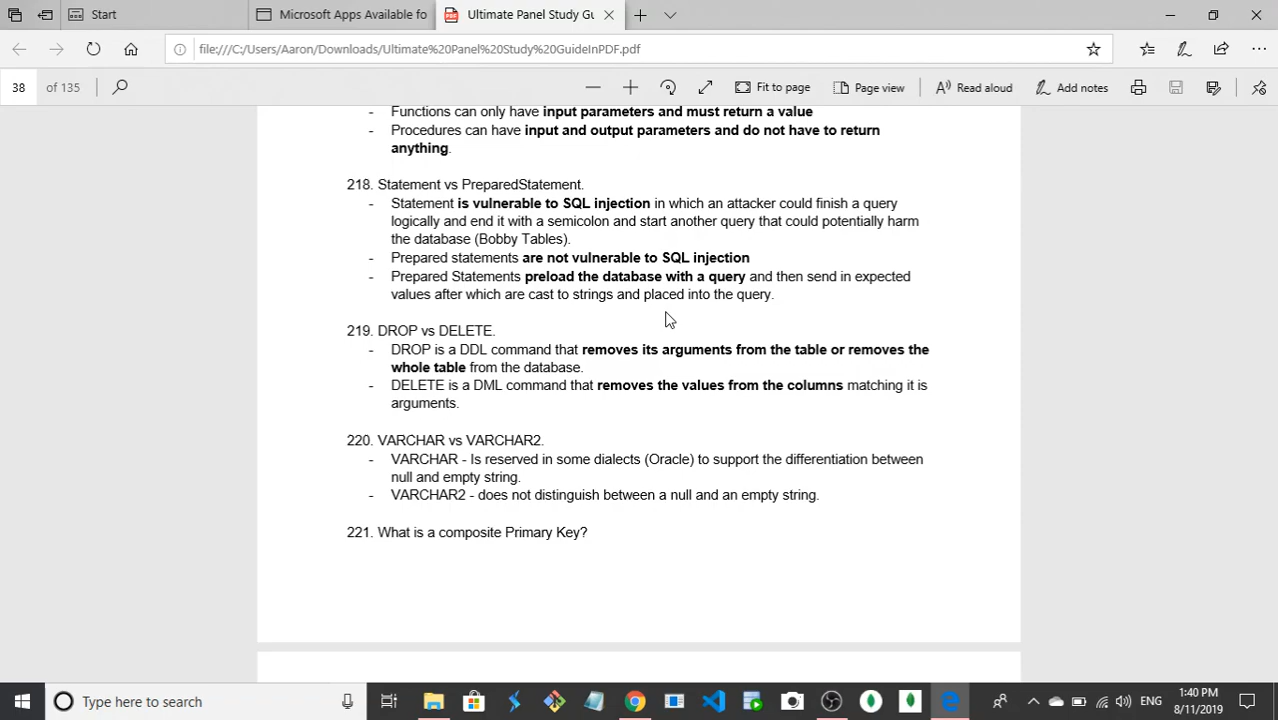 Start
Microsoft Apps Available fo
Ultimate Panel Study Gu
file:///C:/Users/Aaron/Downloads/Ultimate%20Panel%20Study%20GuideInPDF.pdf
38 of 135
Fit to page
Page view
Read aloud
Add notes
- Functions can only have input parameters and must return a value
- Procedures can have input and output parameters and do not have to return
anything.
218. Statement vs PreparedStatement.
- Statement is vulnerable to SQL injection in which an attacker could finish a query
logically and end it with a semicolon and start another query that could potentially harm
the database (Bobby Tables).
- Prepared statements are not vulnerable to SQL injection
- Prepared Statements preload the database with a query and then send in expected
values after which are cast to strings and placed into the query.
219. DROP vs DELETE.
- DROP is a DDL command that removes its arguments from the table or removes the
whole table from the database.
- DELETE is a DML command that removes the values from the columns matching it is
arguments.
220. VARCHAR vs VARCHAR2.
- VARCHAR - Is reserved in some dialects (Oracle) to support the differentiation between
null and empty string.
- VARCHAR2 - does not distinguish between a null and an empty string.
221. What is a composite Primary Key?
Type here to search
ENG
1:40 PM
8/11/2019